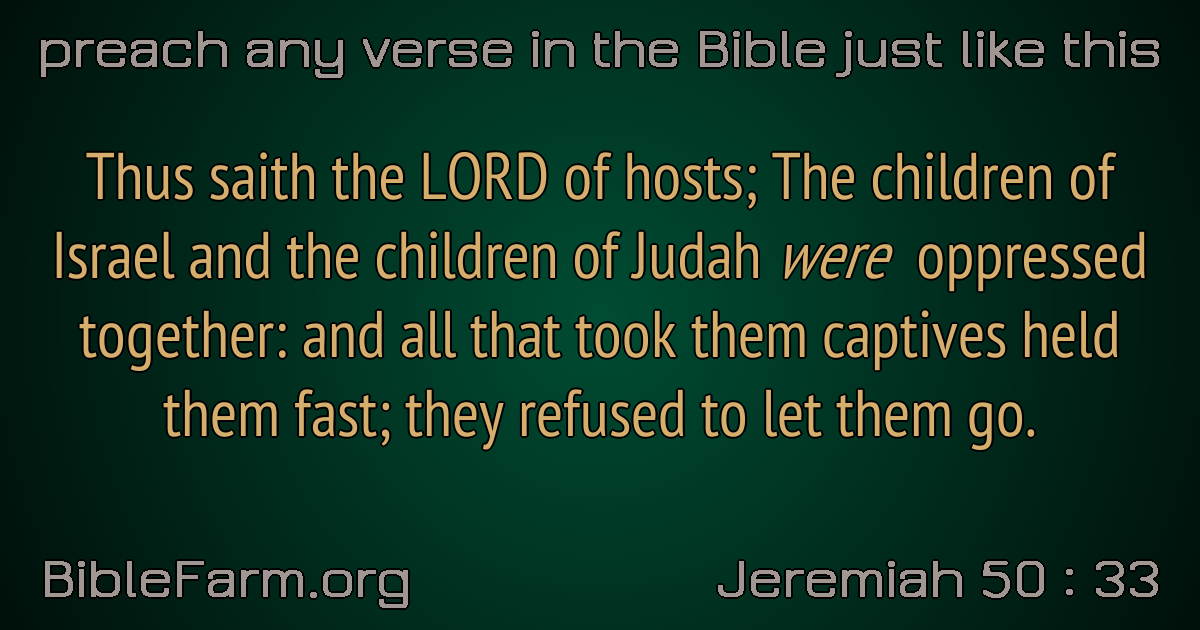 preach any verse in the Bible just like this
Thus saith the LORD of hosts; The children of
Israel and the children of Judah were oppressed
together: and all that took them captives held
them fast; they refused to let them go.
BibleFarm.org
Jeremiah 50 : 33